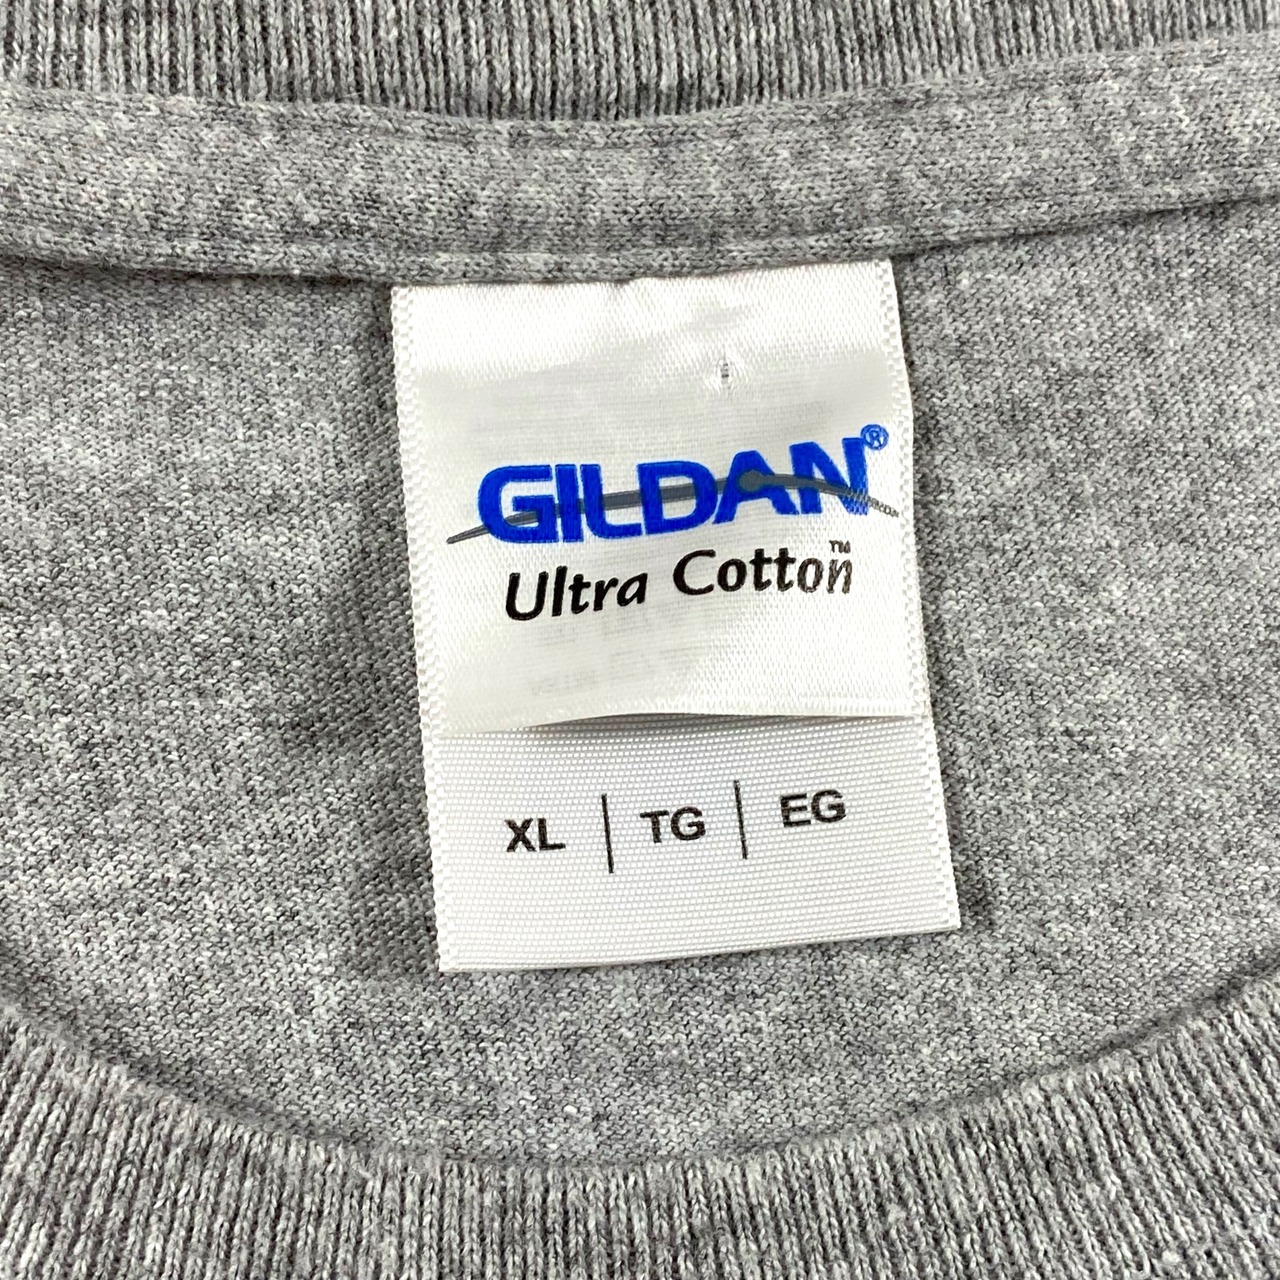 GILDAN®
Ultra Cotton™
XL | TG | EG